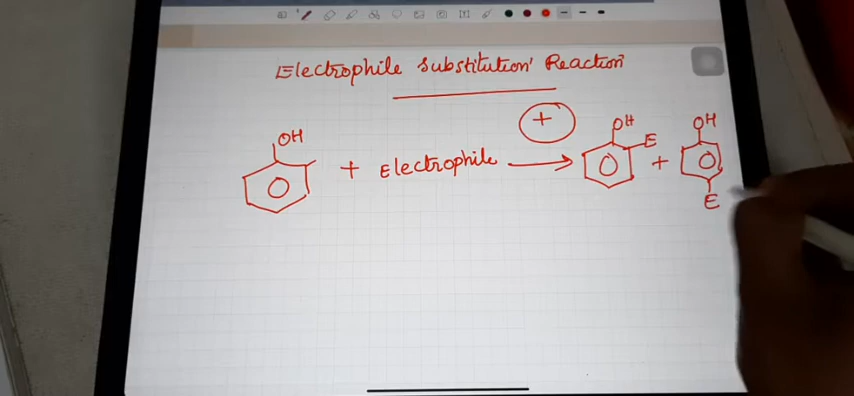 Electrophile Substitution Reaction
OH + Electrophile + OH E + OH E